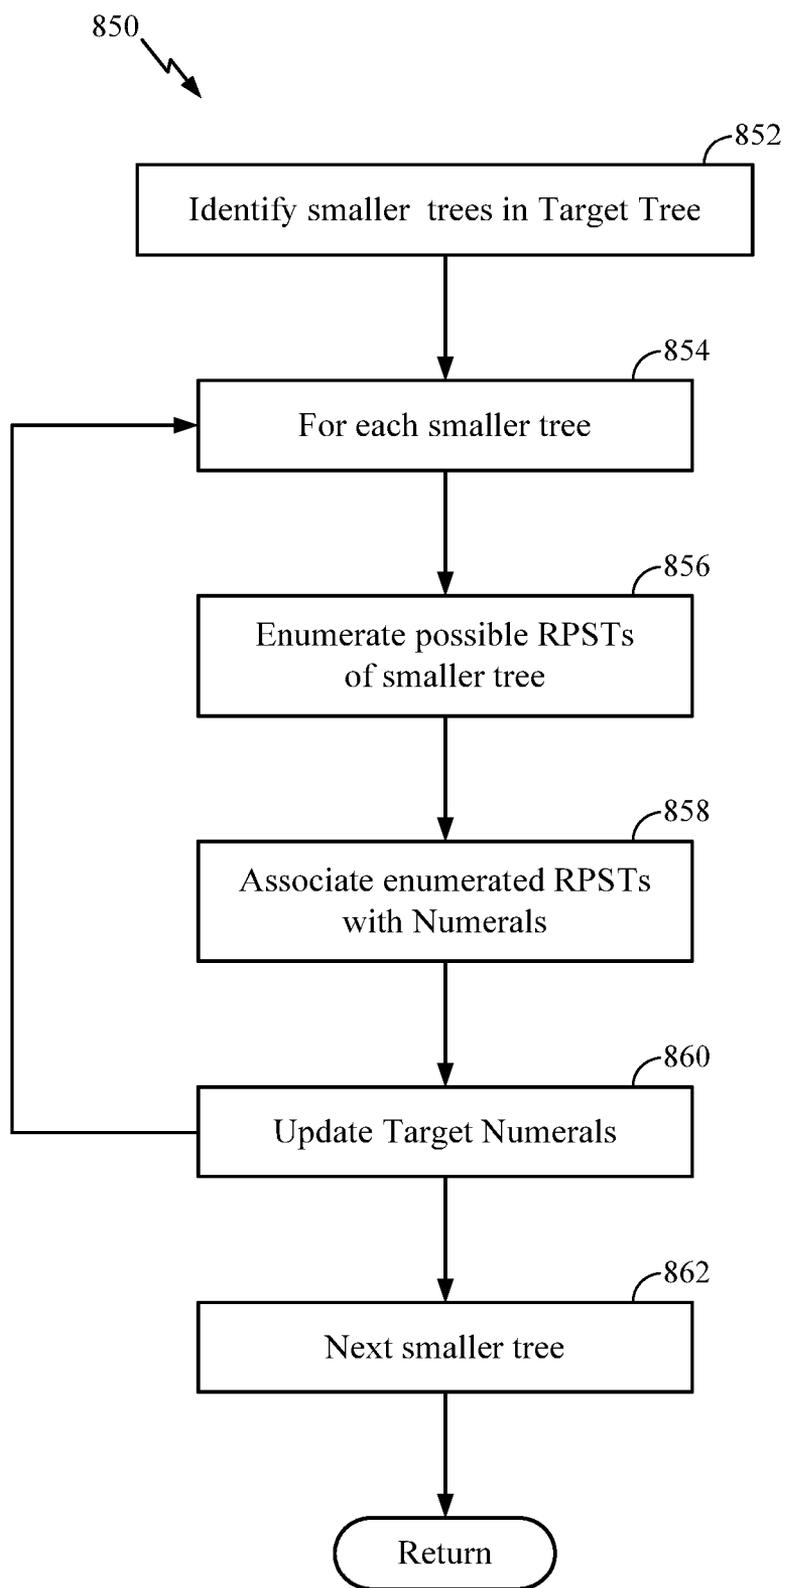 850
852
Identify smaller trees in Target Tree
854
For each smaller tree
856
Enumerate possible RPSTs
of smaller tree
858
Associate enumerated RPSTs
with Numerals
860
Update Target Numerals
862
Next smaller tree
Return